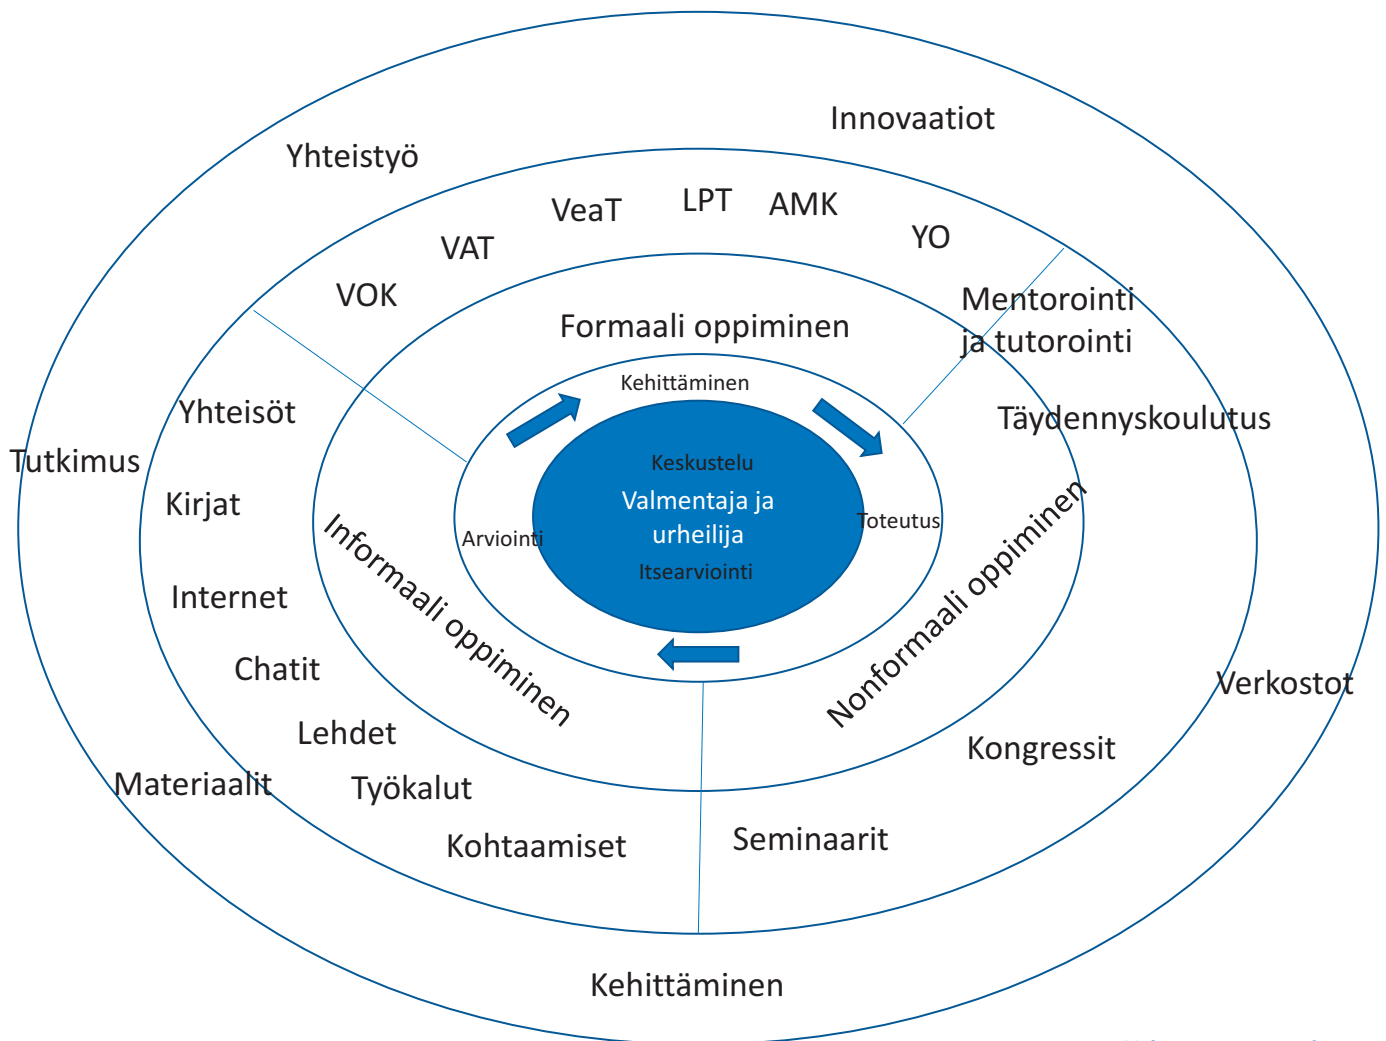 Innovaatiot
Yhteistyö
LPT
AMK
VeaT
YO
VAT
VOK
Mentorointi
ja tutorointi
Formaali oppiminen
Kehittäminen
Yhteisöt
Täydennyskoulutus
Tutkimus
Keskustelu
Kirjat
Valmentaja ja
urheilija
Toteutus
Arviointi
Itsearviointi
Informaali oppiminen
Nonformaali oppiminen
Internet
Chatit
Verkostot
Lehdet
Kongressit
Materiaalit
Työkalut
Kohtaamiset
Seminaarit
Kehittäminen